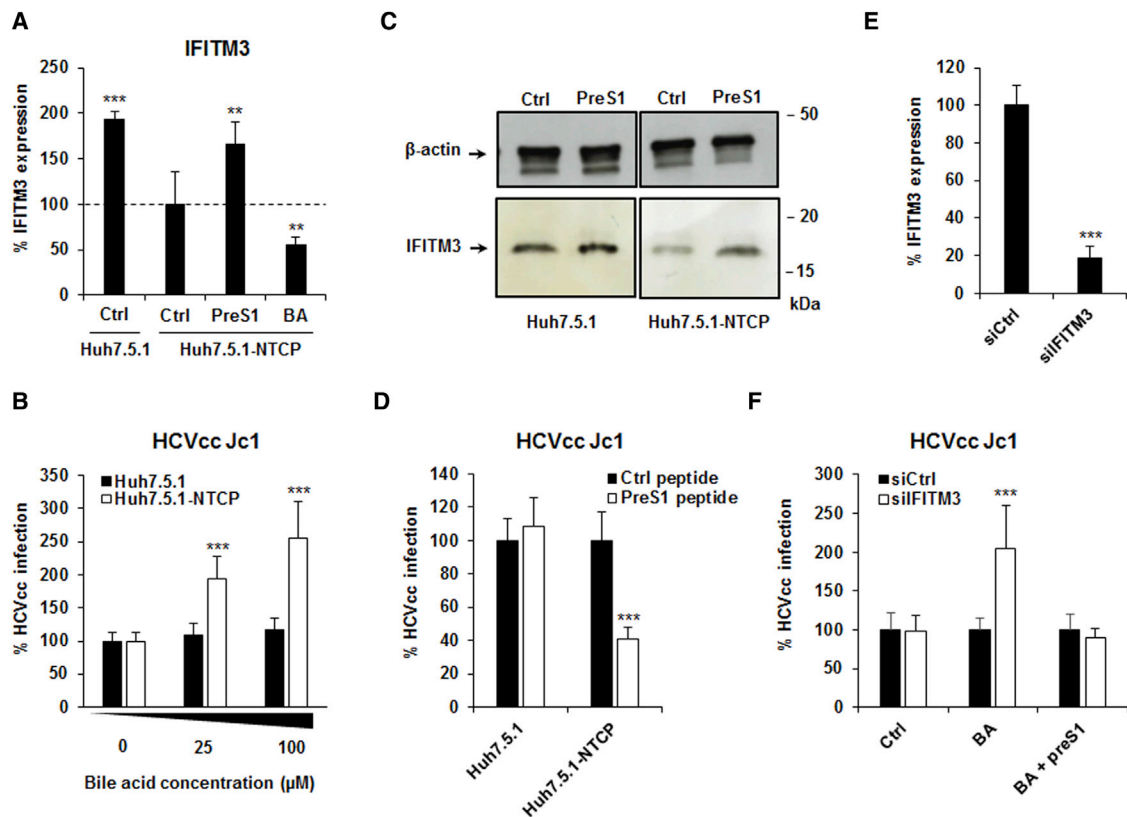 A
IFITM3
% IFITM3 expression
250
200
150
100
50
0
***
**
**
Ctrl
Ctrl
PreS1
BA
Huh7.5.1
Huh7.5.1-NTCP
C
Ctrl
PreS1
Ctrl
PreS1
β-actin
IFITM3
– 50
– 20
– 15
kDa
Huh7.5.1
Huh7.5.1-NTCP
E
% IFITM3 expression
120
100
80
60
40
20
0
***
siCtrl
siIFITM3
B
HCVcc Jc1
% HCVcc infection
350
300
250
200
150
100
50
0
Huh7.5.1
Huh7.5.1-NTCP
***
***
0
25
100
Bile acid concentration (µM)
D
HCVcc Jc1
% HCVcc infection
140
120
100
80
60
40
20
0
Ctrl peptide
PreS1 peptide
***
Huh7.5.1
Huh7.5.1-NTCP
F
HCVcc Jc1
% HCVcc infection
300
250
200
150
100
50
0
siCtrl
siIFITM3
***
Ctrl
BA
BA + preS1